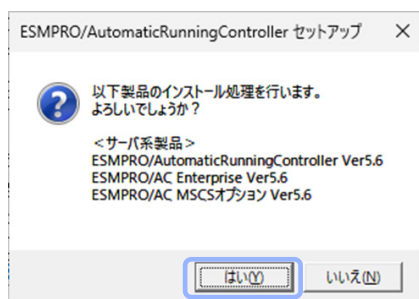 ESMPRO/AutomaticRunningController セットアップ
以下製品のインストール処理を行います。
よろしいでしょうか？
＜サーバ系製品＞
ESMPRO/AutomaticRunningController Ver5.6
ESMPRO/AC Enterprise Ver5.6
ESMPRO/AC MSCSオプション Ver5.6
はい(Y)
いいえ(N)